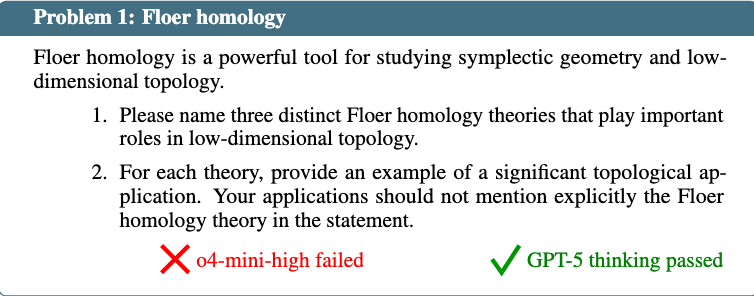 Problem 1: Floer homology
Floer homology is a powerful tool for studying symplectic geometry and low-
dimensional topology.
1. Please name three distinct Floer homology theories that play important
roles in low-dimensional topology.
2. For each theory, provide an example of a significant topological ap-
plication. Your applications should not mention explicitly the Floer
homology theory in the statement.
o4-mini-high failed GPT-5 thinking passed